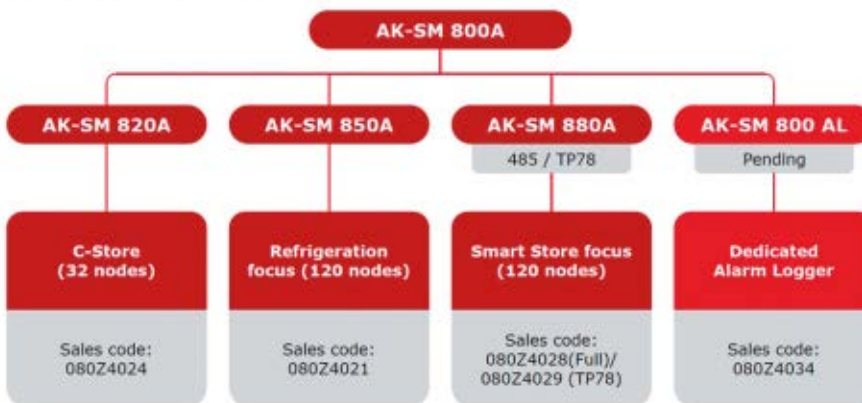 AK-SM 800A
AK-SM 820A
AK-SM 850A
AK-SM 880A
AK-SM 800 AL
485 / TP78
Pending
C-Store
(32 nodes)
Refrigeration
focus (120 nodes)
Smart Store focus
(120 nodes)
Dedicated
Alarm Logger
Sales code:
080Z4024
Sales code:
080Z4021
Sales code:
080Z4028(Full)/
080Z4029 (TP78)
Sales code:
080Z4034